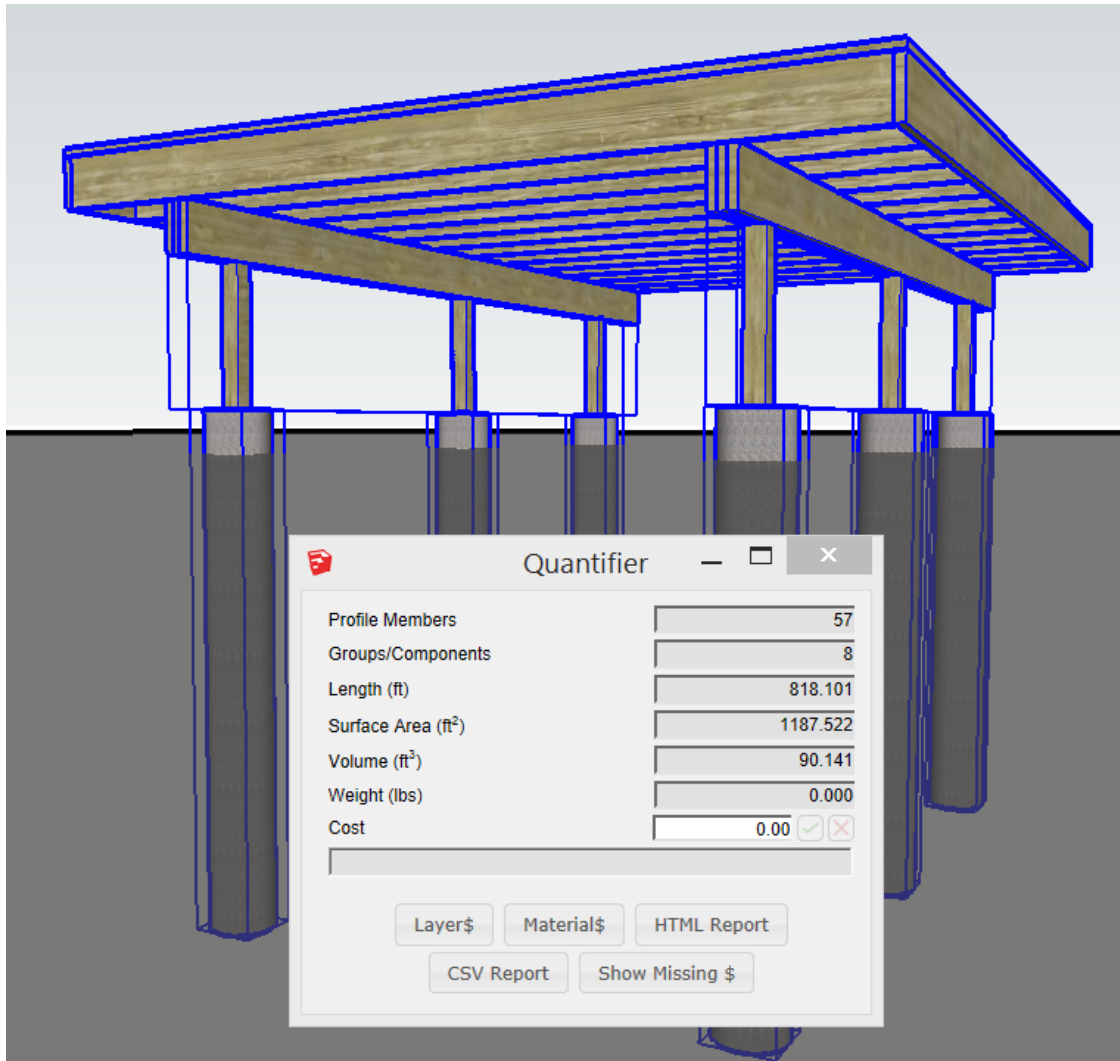 Quantifier
Profile Members 57
Groups/Components 8
Length (ft) 818.101
Surface Area (ft²) 1187.522
Volume (ft³) 90.141
Weight (lbs) 0.000
Cost 0.00
Layer$ Material$ HTML Report
CSV Report Show Missing $